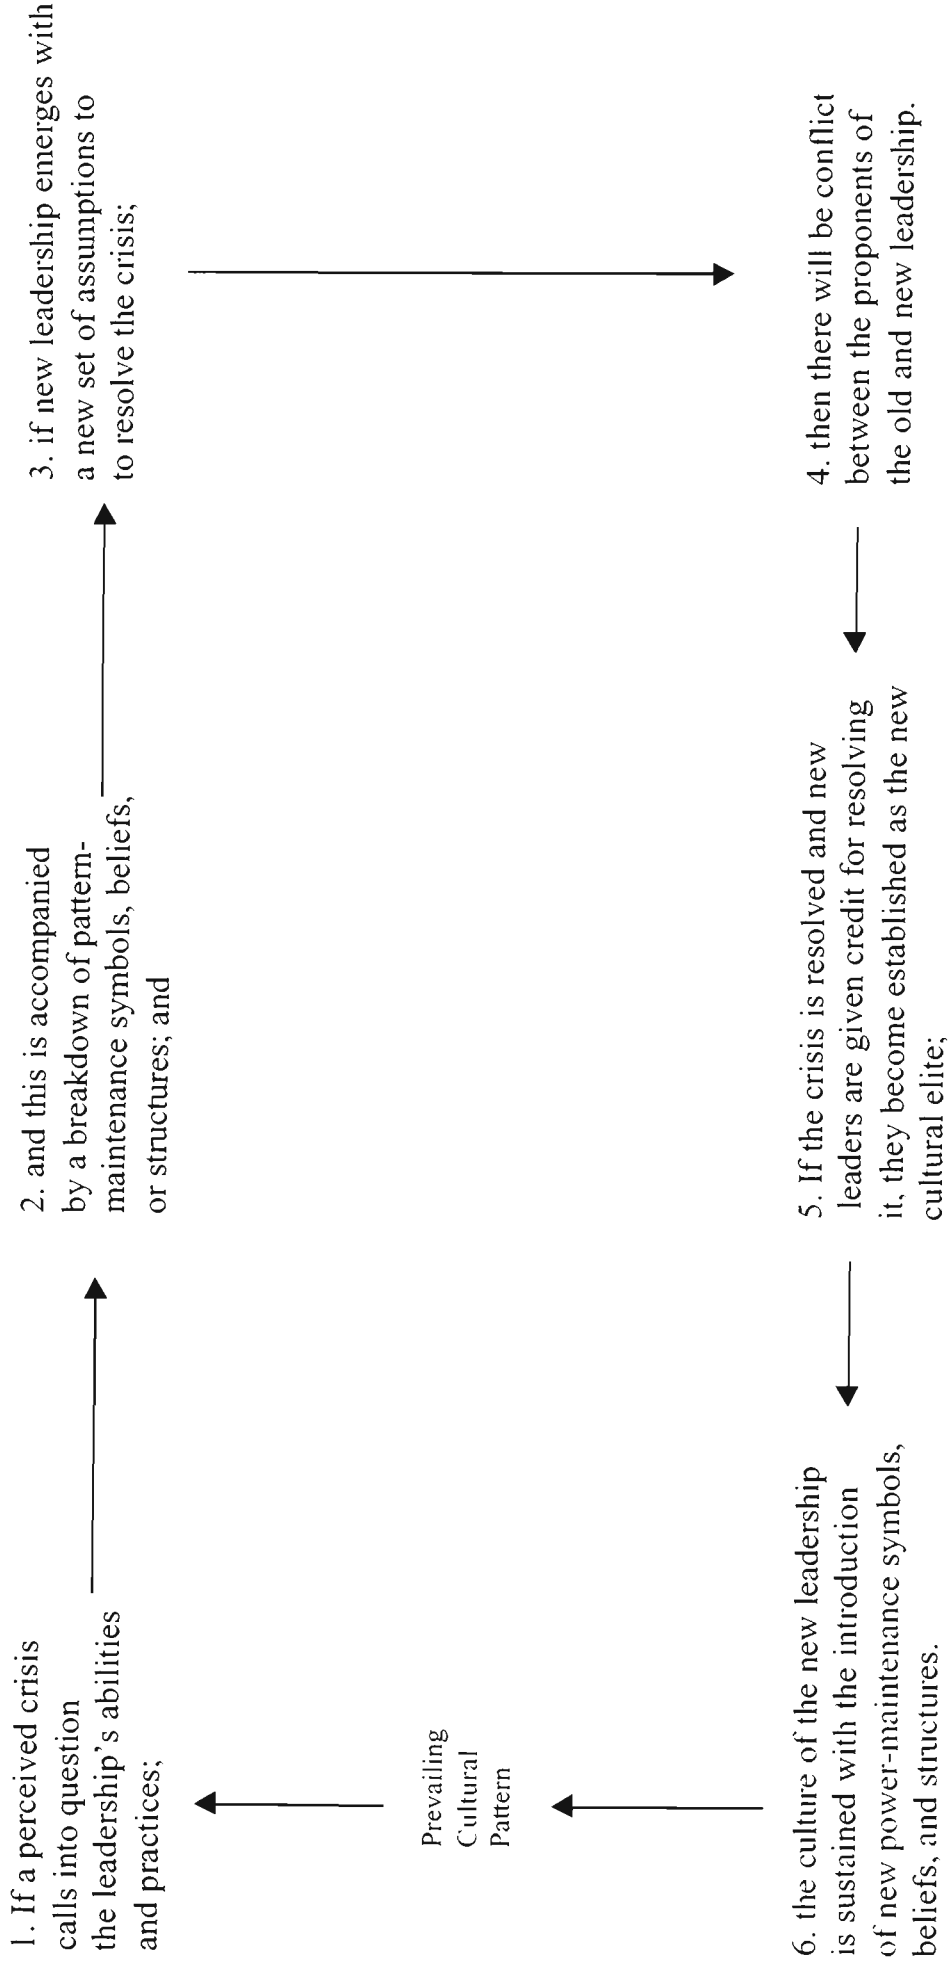 1. If a perceived crisis
calls into question
the leadership's abilities
and practices;
2. and this is accompanied
by a breakdown of pattern-
maintenance symbols, beliefs,
or structures; and
3. if new leadership emerges with
a new set of assumptions to
to resolve the crisis;
4. then there will be conflict
between the proponents of
the old and new leadership.
5. If the crisis is resolved and new
leaders are given credit for resolving
it, they become established as the new
cultural elite;
6. the culture of the new leadership
is sustained with the introduction
of new power-maintenance symbols,
beliefs, and structures.
Prevailing
Cultural
Pattern